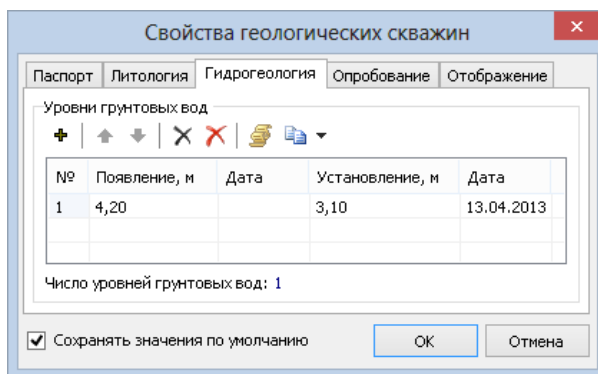 Свойства геологических скважин
Паспорт Литология Гидрогеология Опробование Отображение
Уровни грунтовых вод
№ Появление, м Дата Установление, м Дата
1 4,20 3,10 13.04.2013
Число уровней грунтовых вод: 1
Сохранять значения по умолчанию OK Отмена